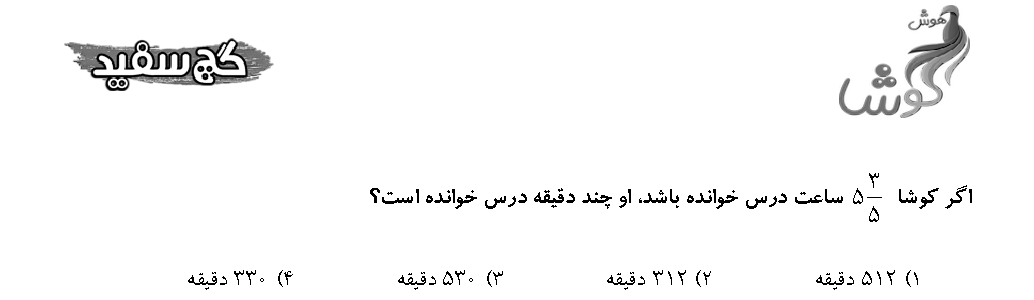 هوش
کوشا
گچ سفید
اگر کوشا ۵ ۳/۵ ساعت درس خوانده باشد، او چند دقیقه درس خوانده است؟
۱) ۵۱۲ دقیقه ۲) ۳۱۲ دقیقه ۳) ۵۳۰ دقیقه ۴) ۳۳۰ دقیقه